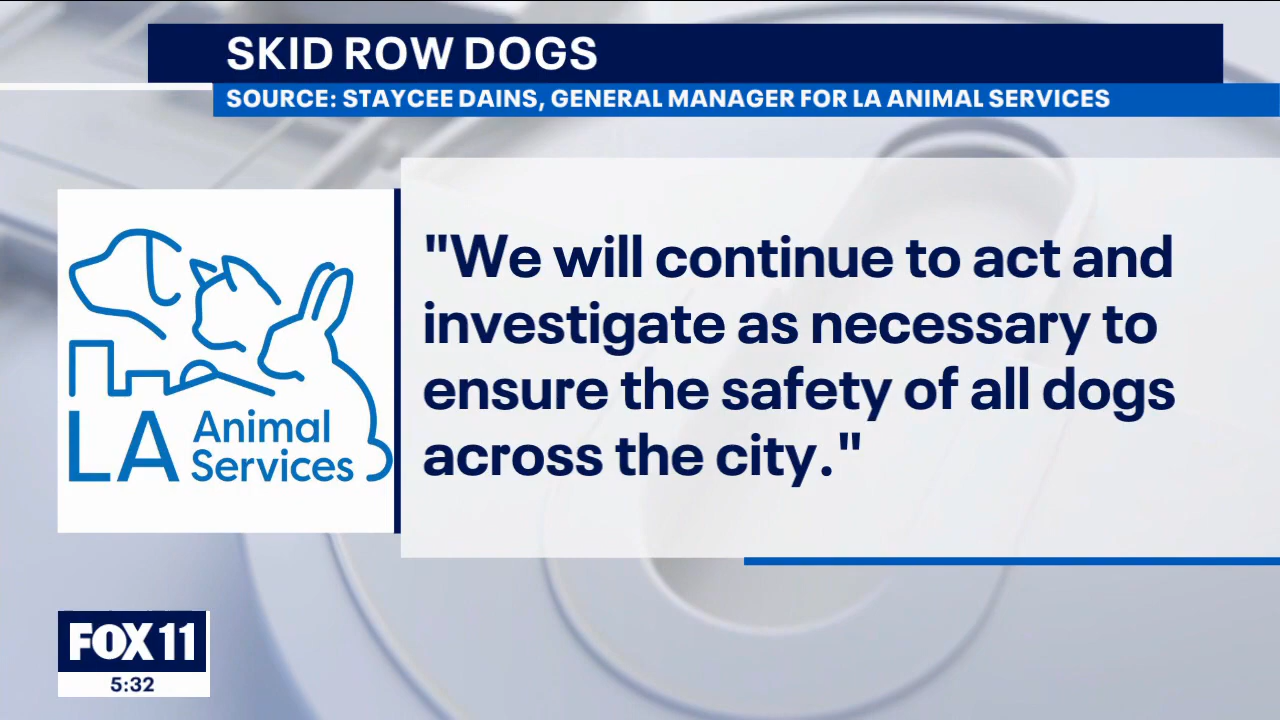 SKID ROW DOGS
SOURCE: STAYCEE DAINS, GENERAL MANAGER FOR LA ANIMAL SERVICES
LA Animal
Services
"We will continue to act and
investigate as necessary to
ensure the safety of all dogs
across the city."
FOX 11
5:32